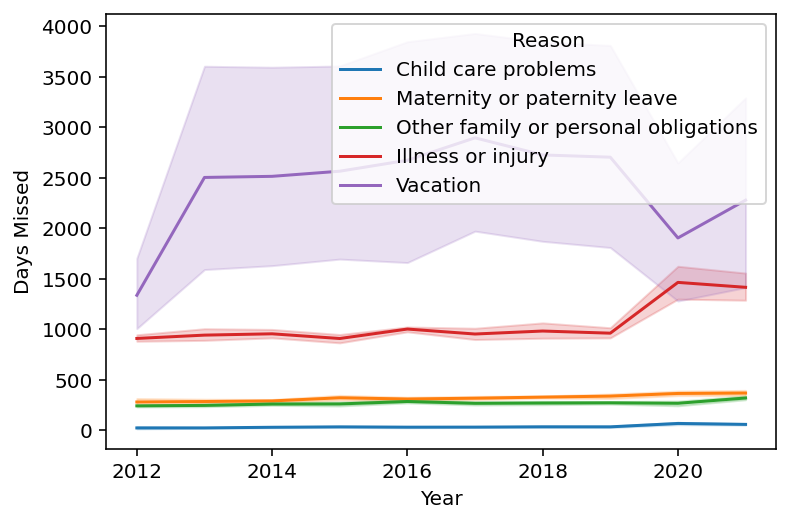 4000
3500
3000
2500
2000
1500
1000
500
0
Days Missed
Reason
Child care problems
Maternity or paternity leave
Other family or personal obligations
Illness or injury
Vacation
2012
2014
2016
2018
2020
Year